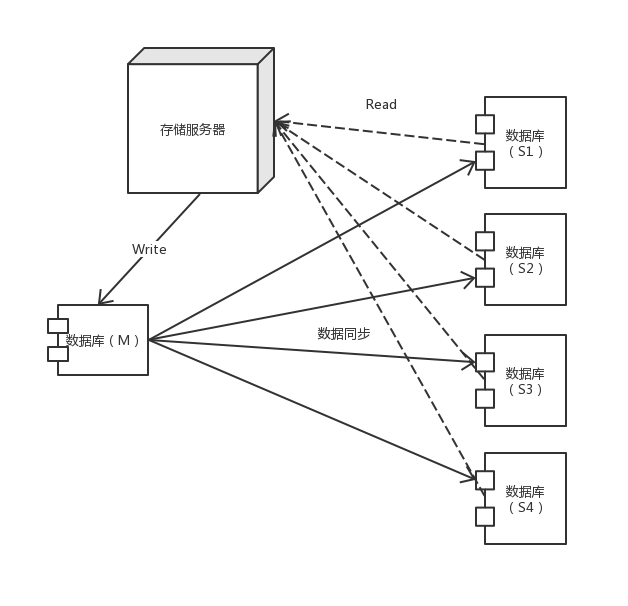 存储服务器
Read
Write
数据库（M）
数据同步
数据库
（S1）
数据库
（S2）
数据库
（S3）
数据库
（S4）